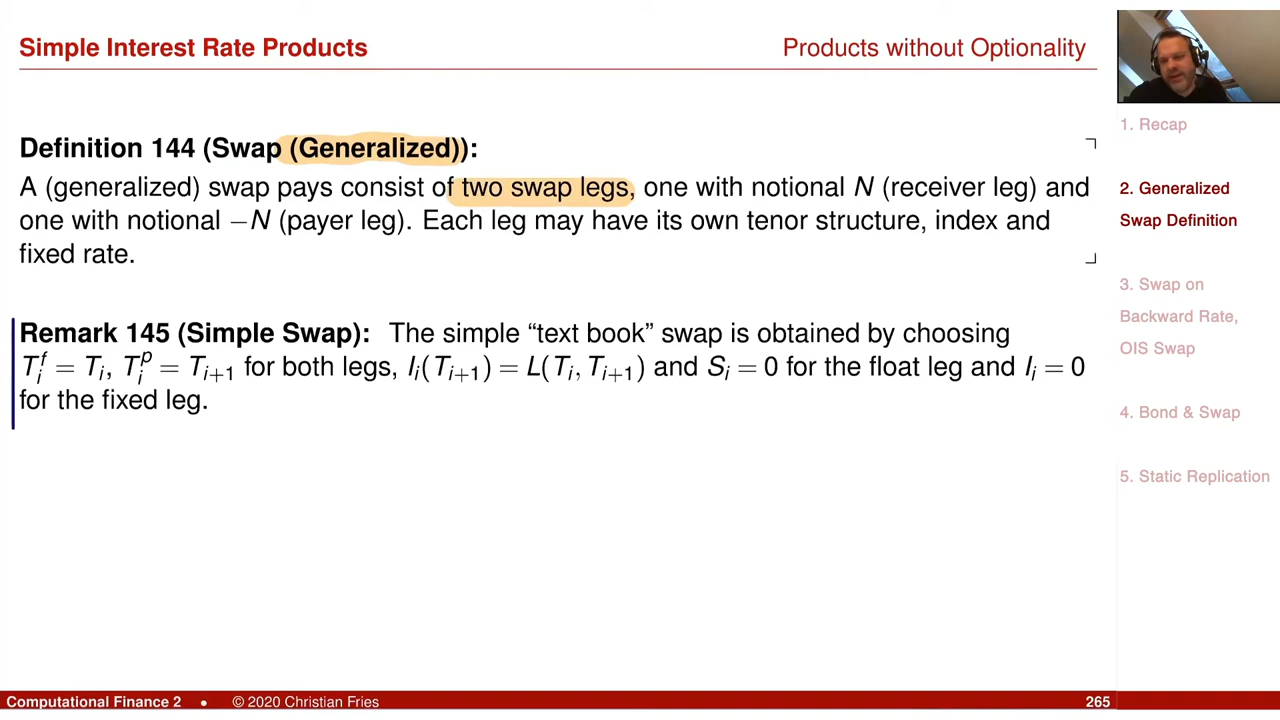 Simple Interest Rate Products
Products without Optionality
Definition 144 (Swap (Generalized)):
A (generalized) swap pays consist of two swap legs, one with notional N (receiver leg) and
one with notional −N (payer leg). Each leg may have its own tenor structure, index and
fixed rate.
Remark 145 (Simple Swap): The simple “text book” swap is obtained by choosing
T_i^f = T_i, T_i^p = T_{i+1} for both legs, I_i(T_{i+1}) = L(T_i, T_{i+1}) and S_i = 0 for the float leg and I_i = 0
for the fixed leg.
1. Recap
2. Generalized
Swap Definition
3. Swap on
Backward Rate,
OIS Swap
4. Bond & Swap
5. Static Replication
Computational Finance 2 • © 2020 Christian Fries
265